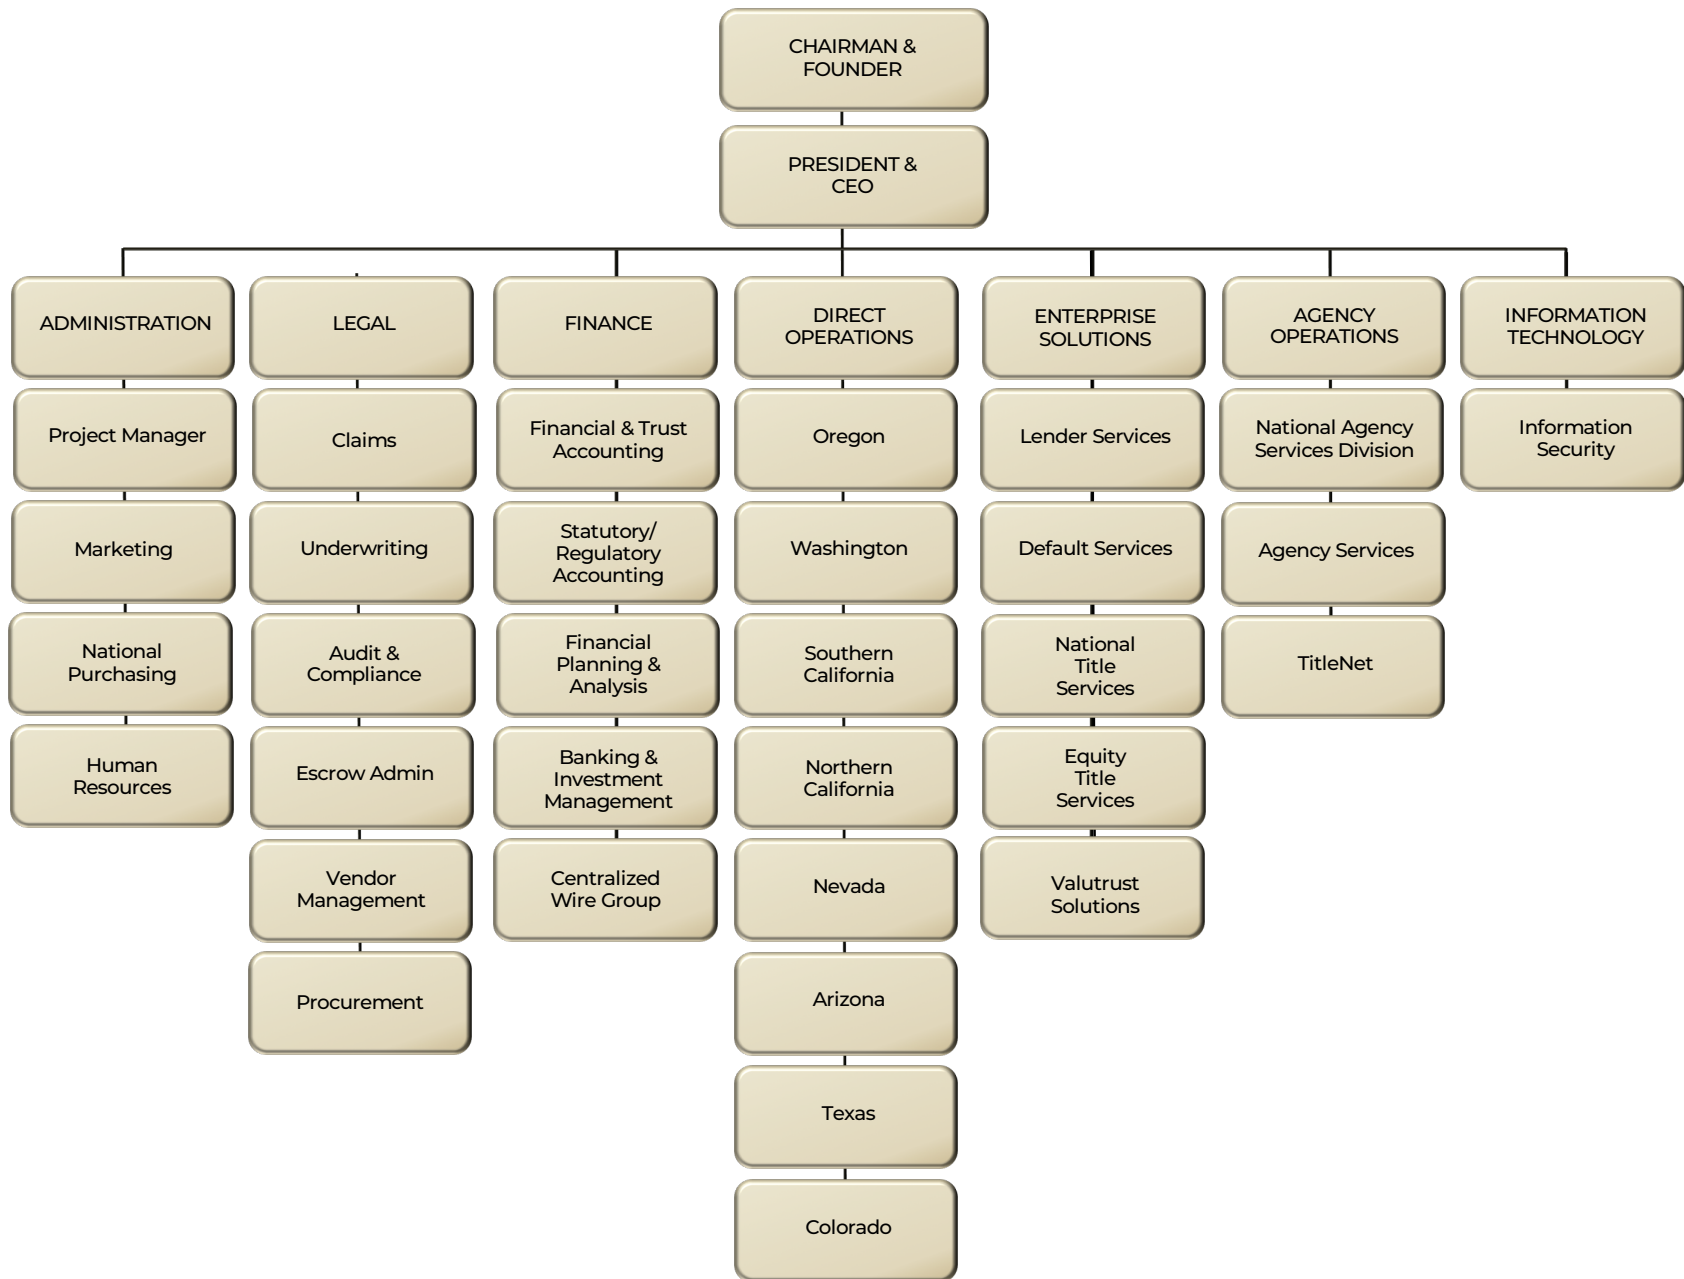 CHAIRMAN &
FOUNDER
PRESIDENT &
CEO
ADMINISTRATION
Project Manager
Marketing
National
Purchasing
Human
Resources
LEGAL
Claims
Underwriting
Audit &
Compliance
Escrow Admin
Vendor
Management
Procurement
FINANCE
Financial & Trust
Accounting
Statutory/
Regulatory
Accounting
Financial
Planning &
Analysis
Banking &
Investment
Management
Centralized
Wire Group
DIRECT
OPERATIONS
Oregon
Washington
Southern
California
Northern
California
Nevada
Arizona
Texas
Colorado
ENTERPRISE
SOLUTIONS
Lender Services
Default Services
National
Title
Services
Equity
Title
Services
Valutrust
Solutions
AGENCY
OPERATIONS
National Agency
Services Division
Agency Services
TitleNet
INFORMATION
TECHNOLOGY
Information
Security